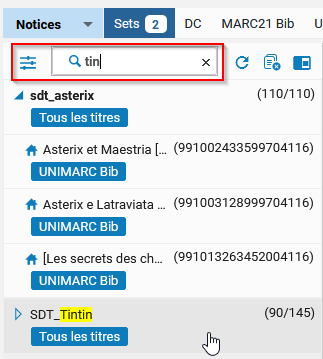 Notices Sets 2 DC MARC21 Bib U
tin
sdt_asterix (110/110)
Tous les titres
Asterix et Maestria [... (991002433599704116)
UNIMARC Bib
Asterix e Latraviata ... (991003128999704116)
UNIMARC Bib
[Les secrets des ch... (991013263452004116)
UNIMARC Bib
SDT_Tintin (90/145)
Tous les titres